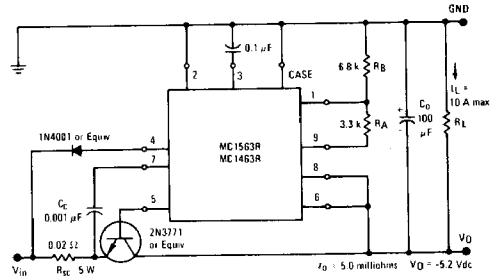 GND
0.1 μF
6.8 k RB
2 3 CASE
1
IL =
10 A max
1N4001 or Equiv
4
MC1563R
MC1463R
3.3 k RA
+
CO
100
μF
RL
9
7
8
CC
0.001 μF
5
6
2N3771
or Equiv
0.02 Ω
Vin
RSC 5 W
zO = 5.0 milliohms VO = -5.2 Vdc
VO